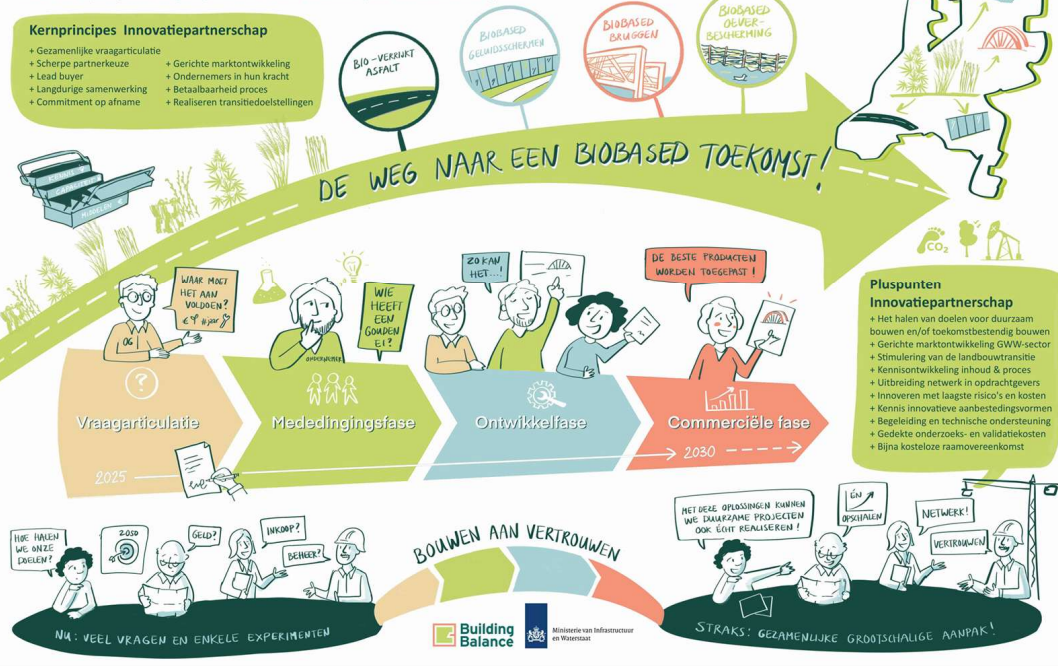 Kernprincipes Innovatiepartnerschap
+ Gezamenlijke vraagarticulatie
+ Scherpe partnerkeuze
+ Lead buyer
+ Langdurige samenwerking
+ Commitment op afname
+ Gerichte marktontwikkeling
+ Ondernemers in hun kracht
+ Betaalbaarheid proces
+ Realiseren transitiedoelstellingen
BIO-VERRIJKT
ASFALT
BIOBASED
GELUIDSSCHERMEN
BIOBASED
BRUGGEN
BIOBASED
OEVER-
BESCHERMING
DE WEG NAAR EEN BIOBASED TOEKOMST!
KENNIS
MIDDELEN €
CO2
WAAR MOET
HET AAN
VOLDOEN?
OG
WIE
HEEFT
EEN
GOUDEN
EI?
ONDERNEMER
ZO KAN
HET...!
DE BESTE PRODUCTEN
WORDEN TOEGEPAST!
Vraagarticulatie
Mededingingsfase
Ontwikkelfase
Commerciële fase
2025
2030
Pluspunten
Innovatiepartnerschap
+ Het halen van doelen voor duurzaam
bouwen en/of toekomstbestendig bouwen
+ Gerichte marktontwikkeling GWW-sector
+ Stimulering van de landbouwtransitie
+ Kennisontwikkeling inhoud & proces
+ Uitbreiding netwerk in opdrachtgevers
+ Innoveren met laagste risico's en kosten
+ Kennis innovatieve aanbestedingsvormen
+ Begeleiding en technische ondersteuning
+ Gedekte onderzoeks- en validatiekosten
+ Bijna kosteloze raamovereenkomst
HOE HALEN
WE ONZE
DOELEN?
2050
GELD?
INKOOP?
BEHEER?
NU: VEEL VRAGEN EN ENKELE EXPERIMENTEN
BOUWEN AAN VERTROUWEN
Building
Balance
Ministerie van Infrastructuur
en Waterstaat
MET DEZE OPLOSSINGEN KUNNEN
WE DUURZAME PROJECTEN
OOK ÉCHT REALISEREN!
ÉN
OPSCHALEN
NETWERK!
VERTROUWEN
STRAKS: GEZAMENLIJKE GROOTSCHALIGE AANPAK!